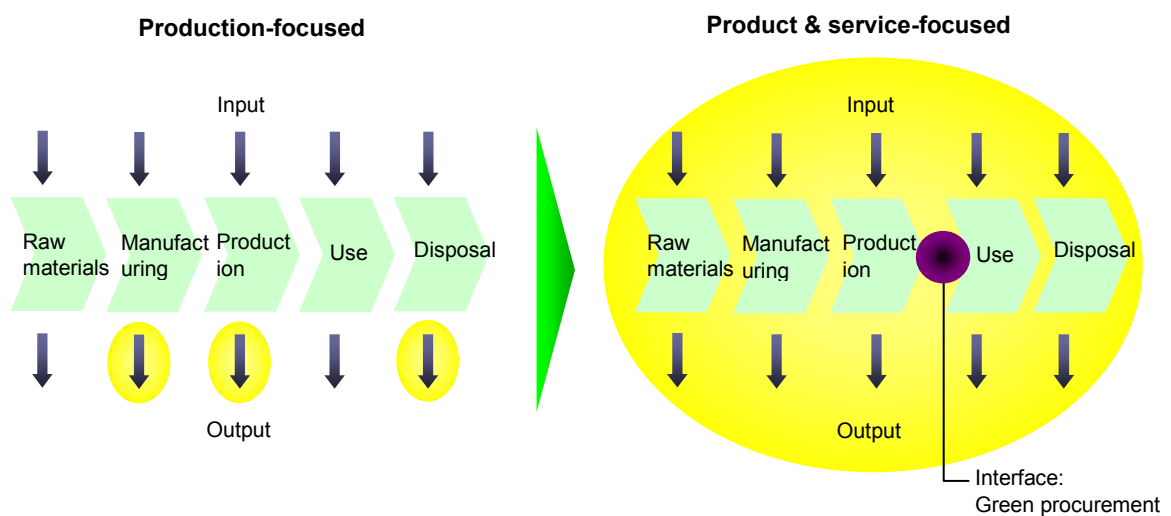 Production-focused
Input
Raw
materials
Manufact
uring
Product
ion
Use
Disposal
Output
Product & service-focused
Input
Raw
materials
Manufact
uring
Product
ion
Use
Disposal
Output
Interface:
Green procurement